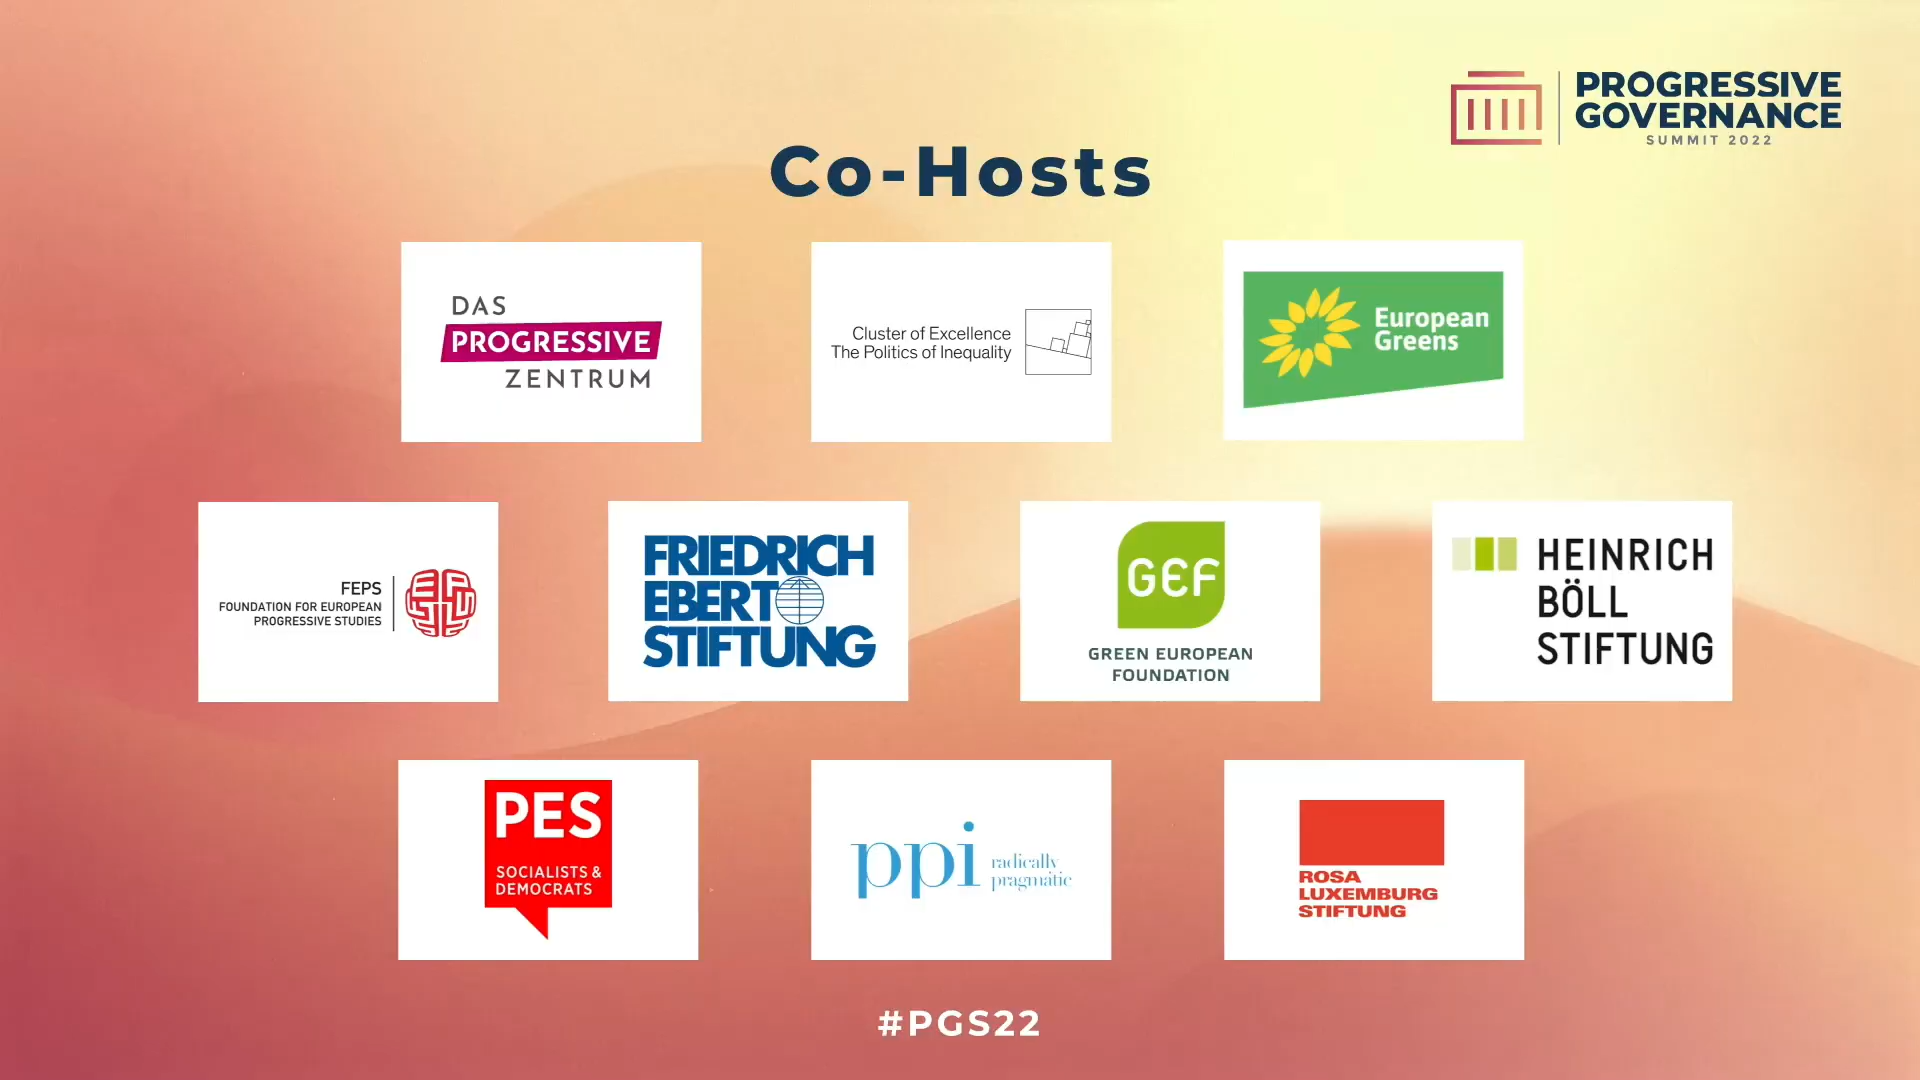 PROGRESSIVE
GOVERNANCE
SUMMIT 2022
Co-Hosts
DAS
PROGRESSIVE
ZENTRUM
Cluster of Excellence
The Politics of Inequality
European
Greens
FEPS
FOUNDATION FOR EUROPEAN
PROGRESSIVE STUDIES
FRIEDRICH
EBERT
STIFTUNG
GEF
GREEN EUROPEAN
FOUNDATION
HEINRICH
BÖLL
STIFTUNG
PES
SOCIALISTS &
DEMOCRATS
ppi
radically
pragmatic
ROSA
LUXEMBURG
STIFTUNG
#PGS22